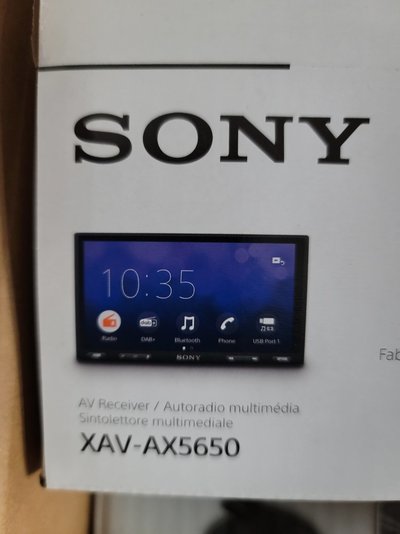 SONY
10:35
Radio
DAB+
Bluetooth
Phone
USB Port 1
SONY
Fab
AV Receiver / Autoradio multimédia
Sintolettore multimediale
XAV-AX5650